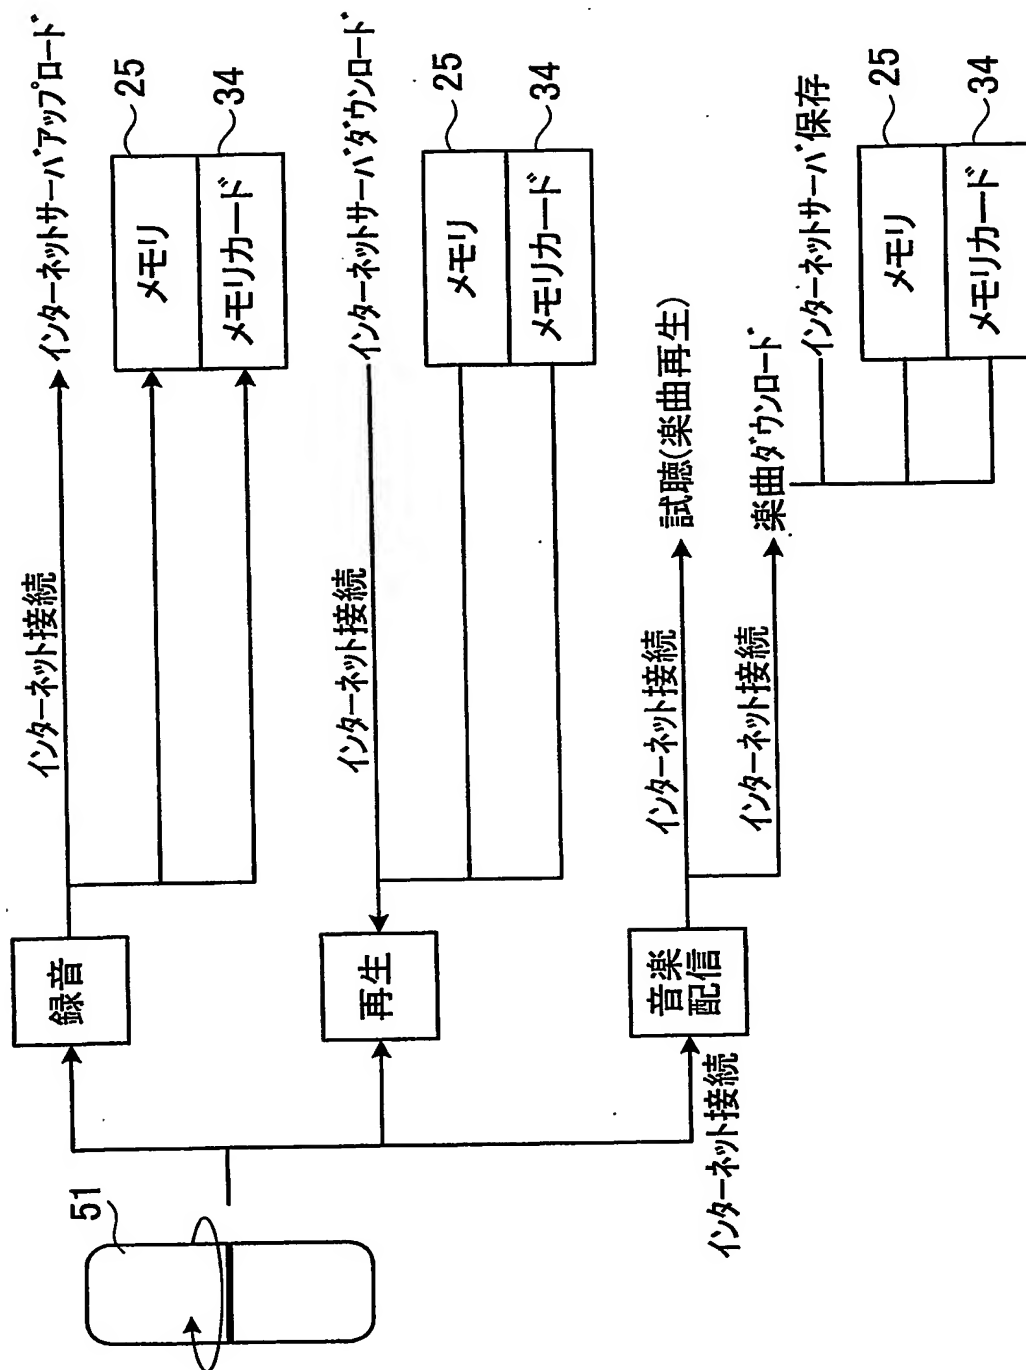 51
録音
インターネット接続
インターネットサーバアップロード
メモリ
25
メモリカード
34
再生
インターネット接続
インターネットサーバダウンロード
メモリ
25
メモリカード
34
インターネット接続
音楽
配信
インターネット接続
試聴(楽曲再生)
インターネット接続
楽曲ダウンロード
インターネットサーバ保存
メモリ
25
メモリカード
34